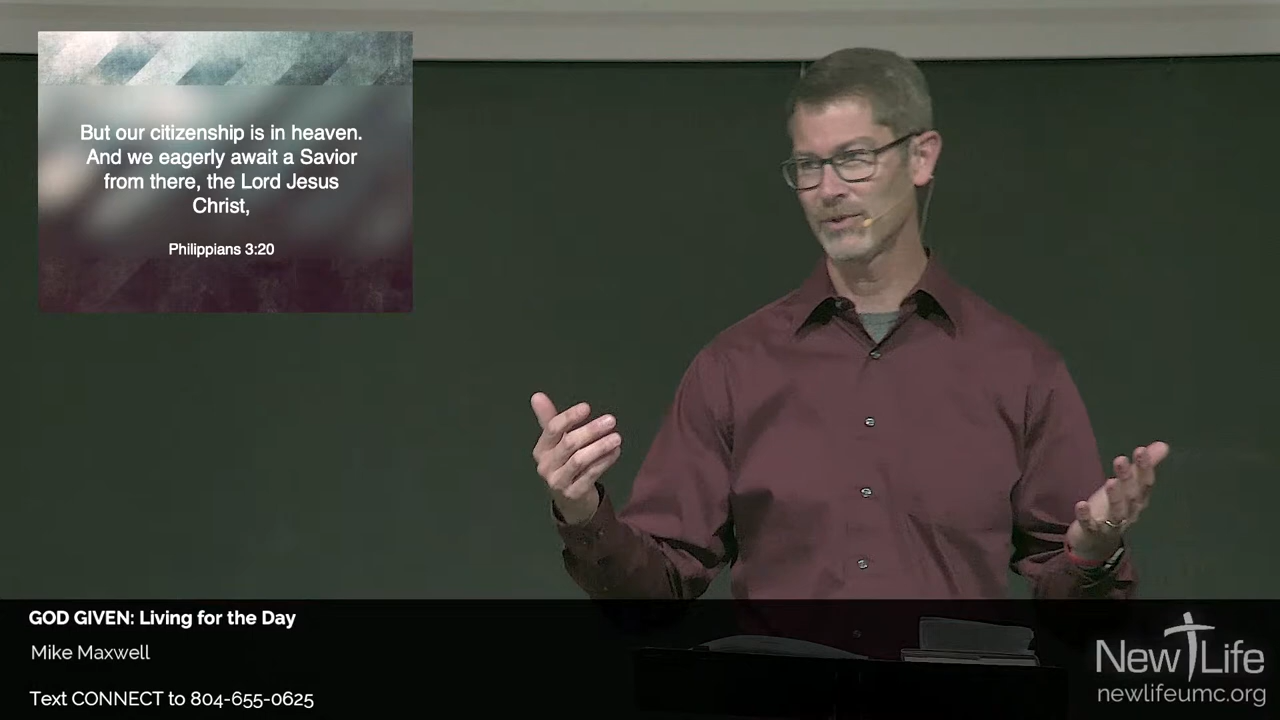 But our citizenship is in heaven.
And we eagerly await a Savior
from there, the Lord Jesus
Christ,
Philippians 3:20
GOD GIVEN: Living for the Day
Mike Maxwell
Text CONNECT to 804-655-0625
New Life
newlifeumc.org